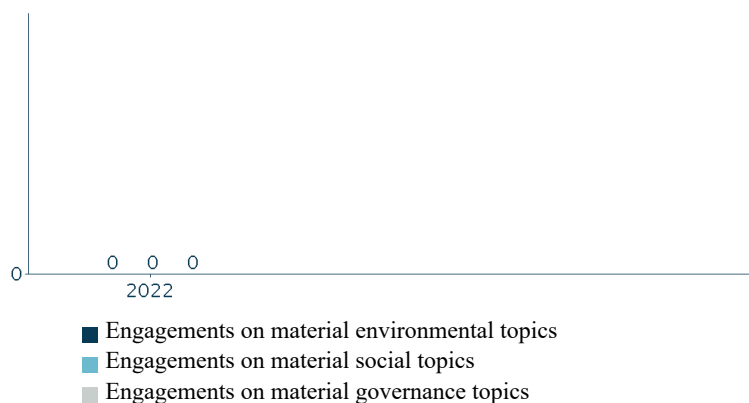 0 0 0
0
2022
Engagements on material environmental topics
Engagements on material social topics
Engagements on material governance topics